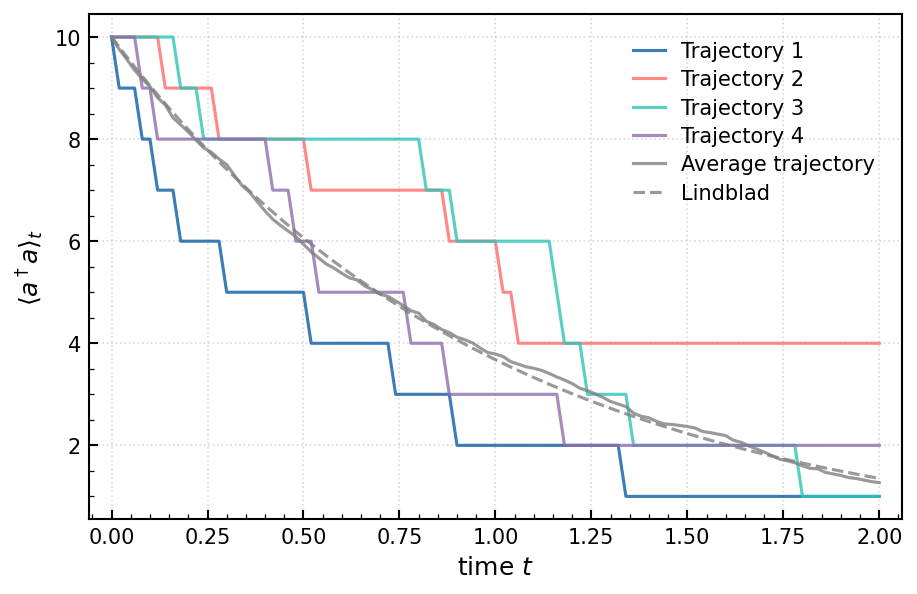 10
8
6
4
2
⟨a†a⟩t
0.00 0.25 0.50 0.75 1.00 1.25 1.50 1.75 2.00
time t
Trajectory 1
Trajectory 2
Trajectory 3
Trajectory 4
Average trajectory
Lindblad